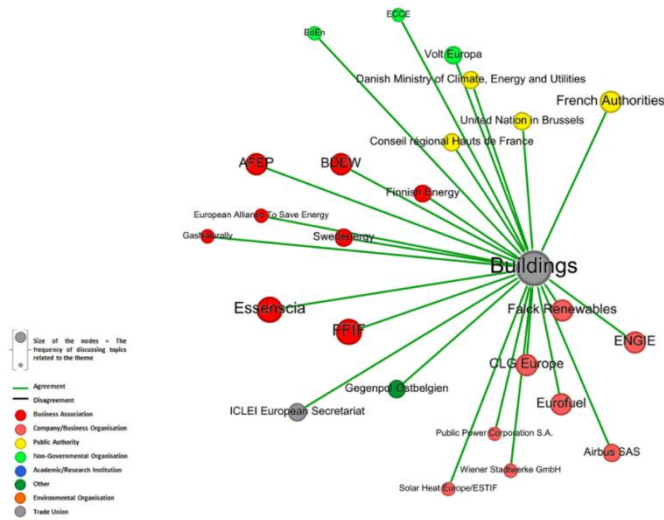 ECCE
EdEn
Volt Europa
Danish Ministry of Climate, Energy and Utilities
French Authorities
United Nation in Brussels
Conseil régional Hauts de France
AFEP
BDEW
Finnish Energy
European Alliance To Save Energy
GasNaturally
Swedenergy
Buildings
Essenscia
FFIF
Falck Renewables
ENGIE
CLG Europe
Gegenpol Ostbelgien
ICLEI European Secretariat
Eurofuel
Public Power Corporation S.A.
Airbus SAS
Wiener Stadtwerke GmbH
Solar Heat Europe/ESTIF
Size of the nodes = The
frequency of discussing topics
related to the theme
Agreement
Disagreement
Business Association
Company/Business Organisation
Public Authority
Non-Governmental Organisation
Academic/Research Institution
Other
Environmental Organisation
Trade Union